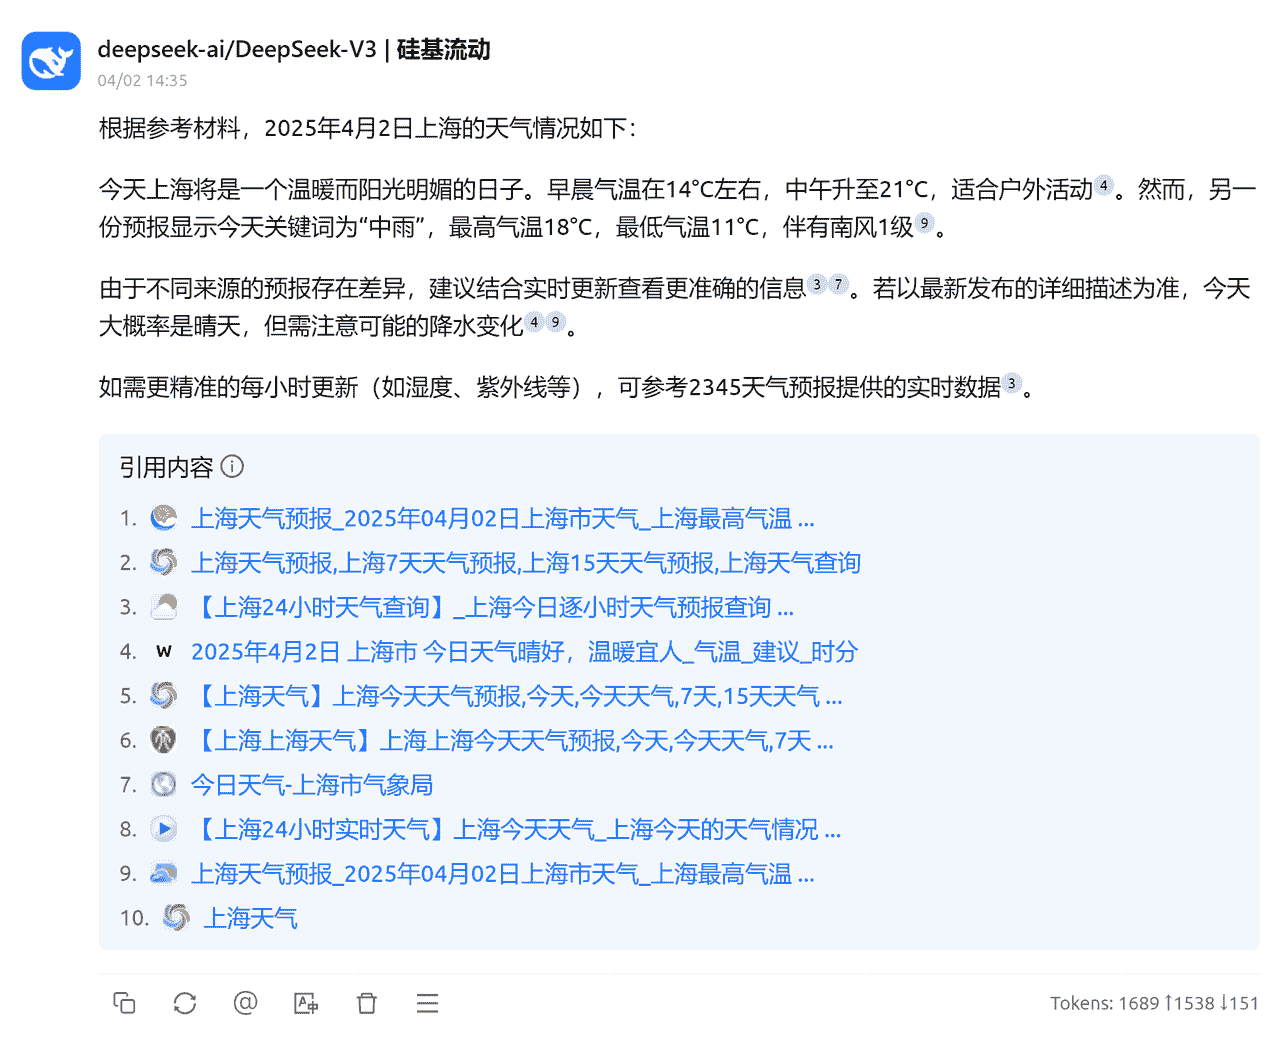 deepseek-ai/DeepSeek-V3 | 硅基流动
04/02 14:35
根据参考材料，2025年4月2日上海的天气情况如下：
今天上海将是一个温暖而阳光明媚的日子。早晨气温在14°C左右，中午升至21°C，适合户外活动4。然而，另一
份预报显示今天关键词为“中雨”，最高气温18°C，最低气温11°C，伴有南风1级9。
由于不同来源的预报存在差异，建议结合实时更新查看更准确的信息3 7。若以最新发布的详细描述为准，今天
大概率是晴天，但需注意可能的降水变化4 9。
如需更精准的每小时更新（如湿度、紫外线等），可参考2345天气预报提供的实时数据3。
引用内容
1. 上海天气预报_2025年04月02日上海市天气_上海最高气温 ...
2. 上海天气预报,上海7天天气预报,上海15天天气预报,上海天气查询
3. 【上海24小时天气查询】_上海今日逐小时天气预报查询 ...
4. W 2025年4月2日 上海市 今日天气晴好，温暖宜人_气温_建议_时分
5. 【上海天气】上海今天天气预报,今天,今天天气,7天,15天天气 ...
6. 【上海上海天气】上海上海今天天气预报,今天,今天天气,7天 ...
7. 今日天气-上海市气象局
8. 【上海24小时实时天气】上海今天天气_上海今天的天气情况 ...
9. 上海天气预报_2025年04月02日上海市天气_上海最高气温 ...
10. 上海天气
Tokens: 1689 ↑1538 ↓151